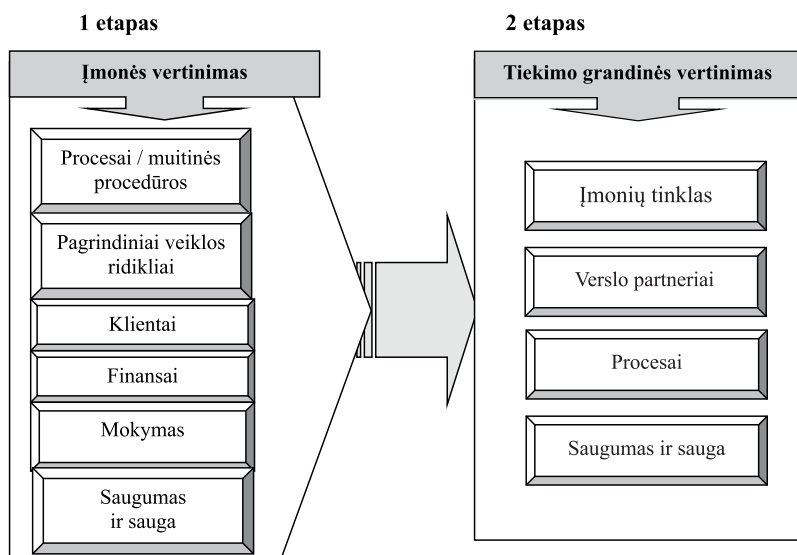 1 etapas
Įmonės vertinimas
Procesai / muitinės
procedūros
Pagrindiniai veiklos
ridikliai
Klientai
Finansai
Mokymas
Saugumas
ir sauga
2 etapas
Tiekimo grandinės vertinimas
Įmonių tinklas
Verslo partneriai
Procesai
Saugumas ir sauga